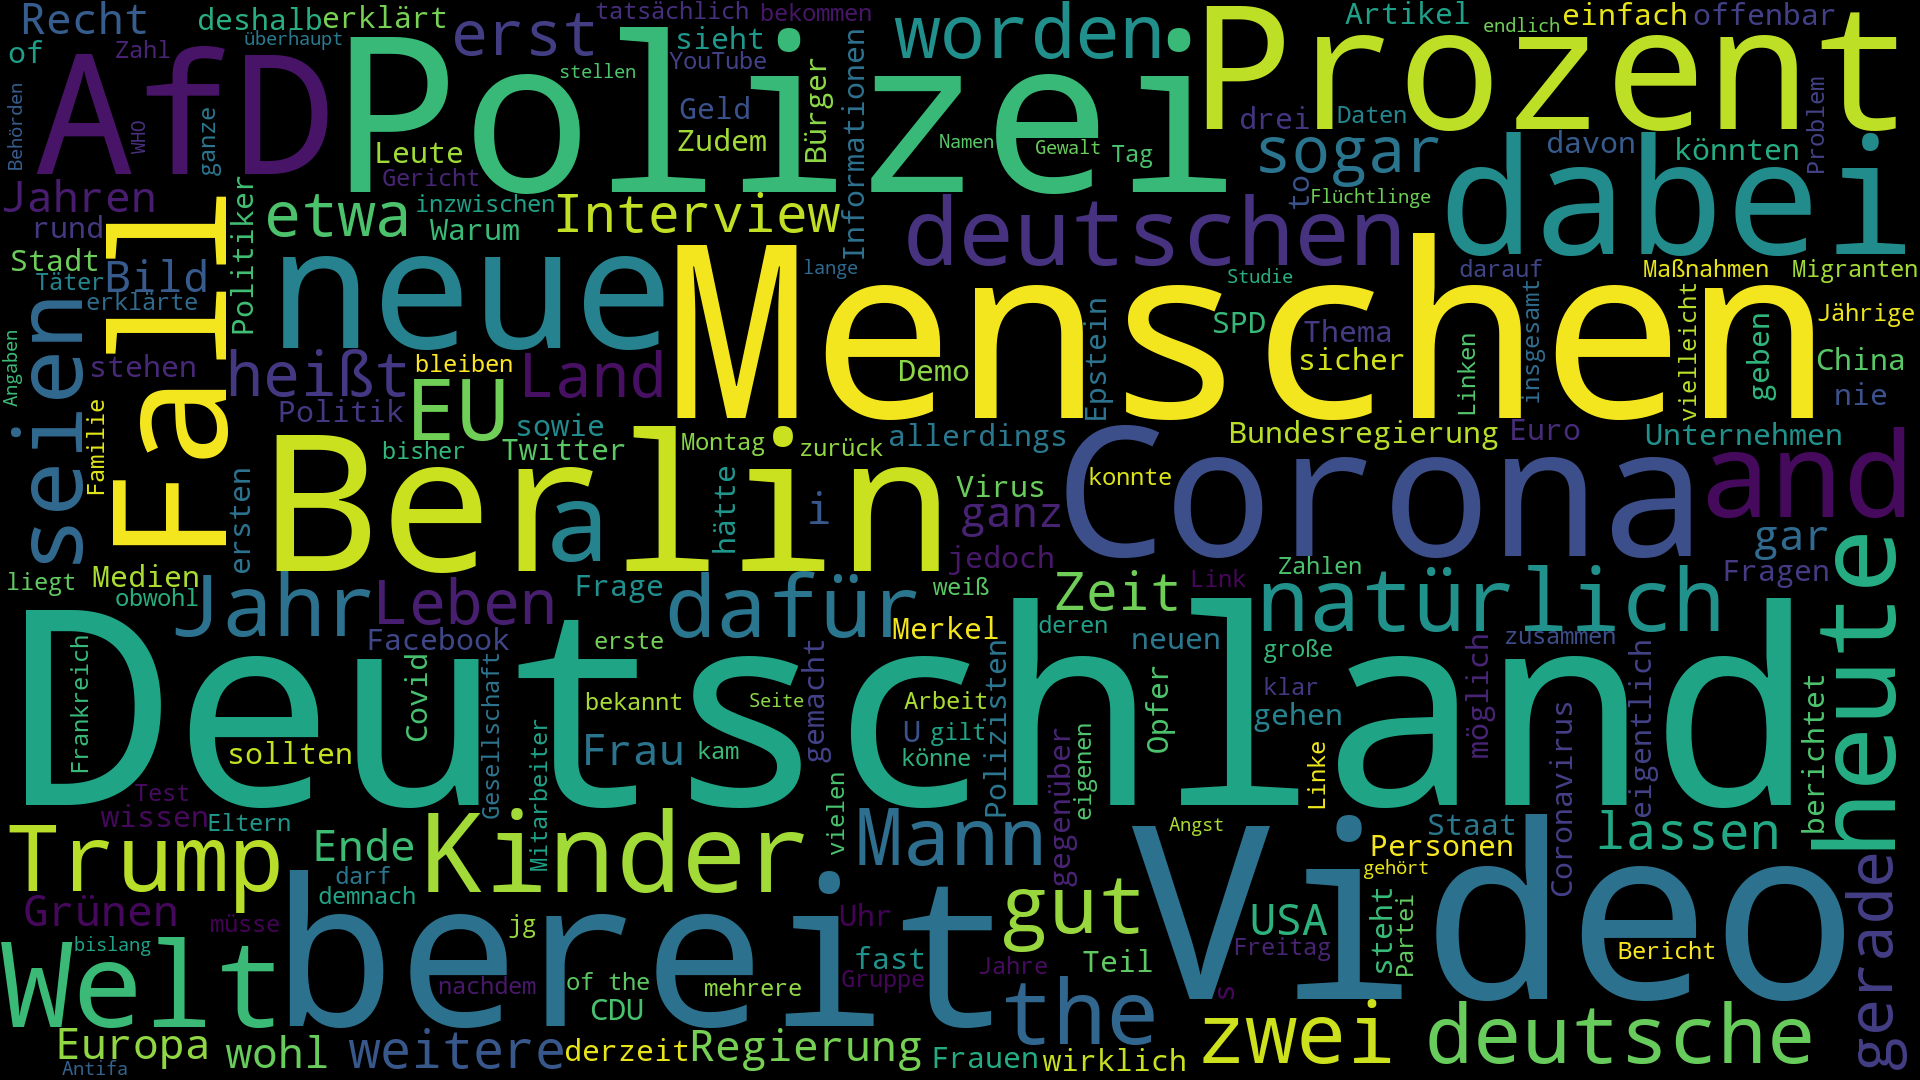 Recht
deshalb
erklärt
erst
tatsächlich
bekommen
worden
Artikel
endlich
einfach
offenbar
of
Zahl
überhaupt
AfD
Polizei
stellen
sieht
YouTube
Prozent
Behörden
WHO
ganze
Leute
Gericht
Geld
Zudem
Bürger
Informationen
Namen
Gewalt
Tag
drei
Daten
sogar
davon
könnten
Problem
Jahren
rund
Politiker
etwa
inzwischen
Warum
Interview
deutschen
to
Flüchtlinge
dabei
Stadt
Täter
Bild
erklärte
Fall
neue
Menschen
lange
Studie
darauf
Maßnahmen
Migranten
seien
Angaben
stehen
heißt
bleiben
Land
Demo
Epstein
SPD
Thema
sicher
Linken
insgesamt
vielleicht
geben
Jährige
China
nie
Familie
Politik
EU
sowie
bisher
Twitter
Montag
zurück
allerdings
Bundesregierung
Euro
Unternehmen
Berlin
ersten
a
hätte
i
Virus
ganz
jedoch
Corona
konnte
and
gar
Fragen
liegt
Medien
obwohl
Jahr
Leben
Frage
dafür
weiß
Zeit
Link
Zahlen
natürlich
heute
Facebook
erste
Merkel
deren
neuen
große
zusammen
Deutschland
Frankreich
sollten
Covid
Gesellschaft
bekannt
Frau
kam
Seite
gemacht
Arbeit
U
gilt
könne
Polizisten
gegenüber
eigenen
Opfer
klar
gehen
Linke
möglich
Coronavirus
eigentlich
berichtet
Test
wissen
Eltern
Mitarbeiter
vielen
Trump
Ende
darf
demnach
Kinder
Mann
Angst
Video
Personen
gehört
Staat
lassen
gerade
Grünen
müsse
bereit
jg
Uhr
gut
USA
Freitag
steht
Partei
Bericht
Welt
bislang
nachdem
of the
CDU
mehrere
fast
Gruppe
Jahre
Teil
s
the
Europa
Antifa
wohl
weitere
derzeit
Regierung
Frauen
wirklich
zwei
deutsche